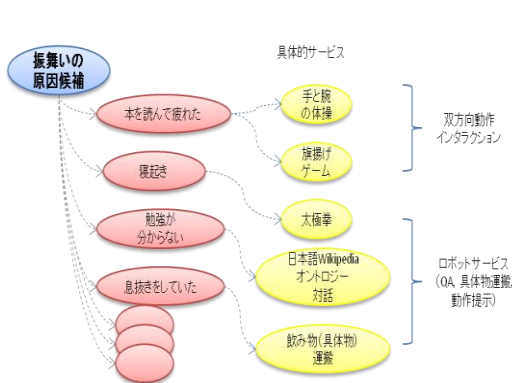 具体的サービス
振舞いの
原因候補
本を読んで疲れた
手と腕
の体操
双方向動作
インタラクション
旗揚げ
ゲーム
寝起き
太極拳
勉強が
分からない
日本語Wikipedia
オントロジー
対話
ロボットサービス
(QA, 具体物運搬,
動作提示)
息抜きをしていた
飲み物(具体物)
運搬